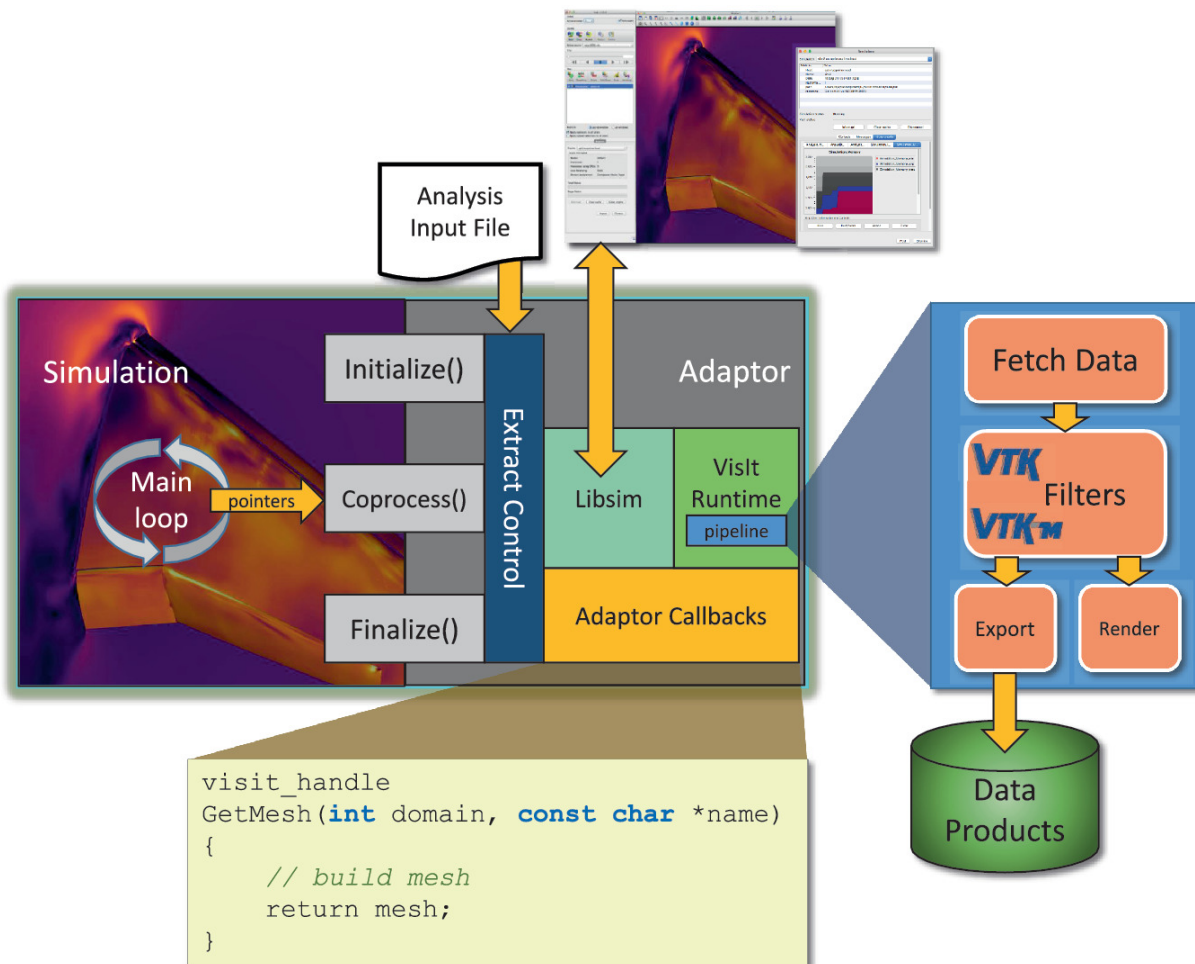 Analysis
Input File
Simulation
Initialize()
Adaptor
Main
loop
pointers
Coprocess()
Extract Control
Libsim
VisIt
Runtime
pipeline
Finalize()
Adaptor Callbacks
Fetch Data
VTK
Filters
VTK™
Export
Render
Data
Products
visit_handle
GetMesh(int domain, const char *name)
{
// build mesh
return mesh;
}